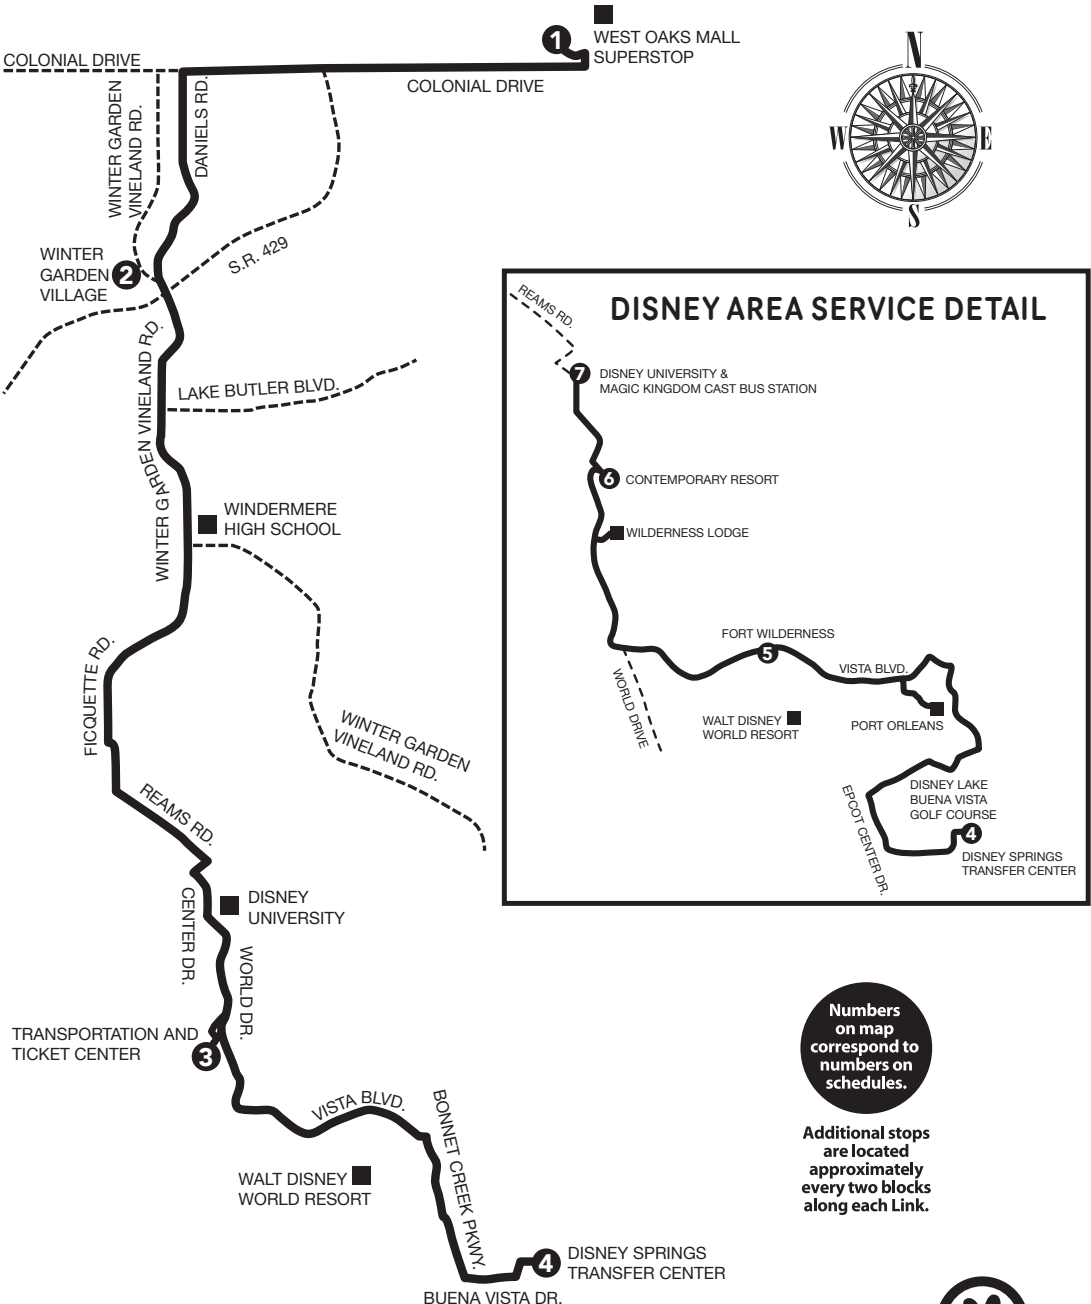 WEST OAKS MALL
SUPERSTOP
1
COLONIAL DRIVE
COLONIAL DRIVE
N
W
E
S
WINTER GARDEN
VINELAND RD.
DANIELS RD.
WINTER
GARDEN
VILLAGE
2
S.R. 429
WINTER GARDEN VINELAND RD.
LAKE BUTLER BLVD.
WINDERMERE
HIGH SCHOOL
FICQUETTE RD.
WINTER GARDEN
VINELAND RD.
REAMS RD.
DISNEY
UNIVERSITY
CENTER DR.
WORLD DR.
TRANSPORTATION AND
TICKET CENTER
3
VISTA BLVD.
BONNET CREEK PKWY.
WALT DISNEY
WORLD RESORT
4
DISNEY SPRINGS
TRANSFER CENTER
BUENA VISTA DR.
DISNEY AREA SERVICE DETAIL
REAMS RD.
7
DISNEY UNIVERSITY &
MAGIC KINGDOM CAST BUS STATION
6
CONTEMPORARY RESORT
WILDERNESS LODGE
FORT WILDERNESS
5
VISTA BLVD.
WORLD DRIVE
WALT DISNEY
WORLD RESORT
PORT ORLEANS
EPCOT CENTER DR.
DISNEY LAKE
BUENA VISTA
GOLF COURSE
4
DISNEY SPRINGS
TRANSFER CENTER
Numbers
on map
correspond to
numbers on
schedules.
Additional stops
are located
approximately
every two blocks
along each Link.